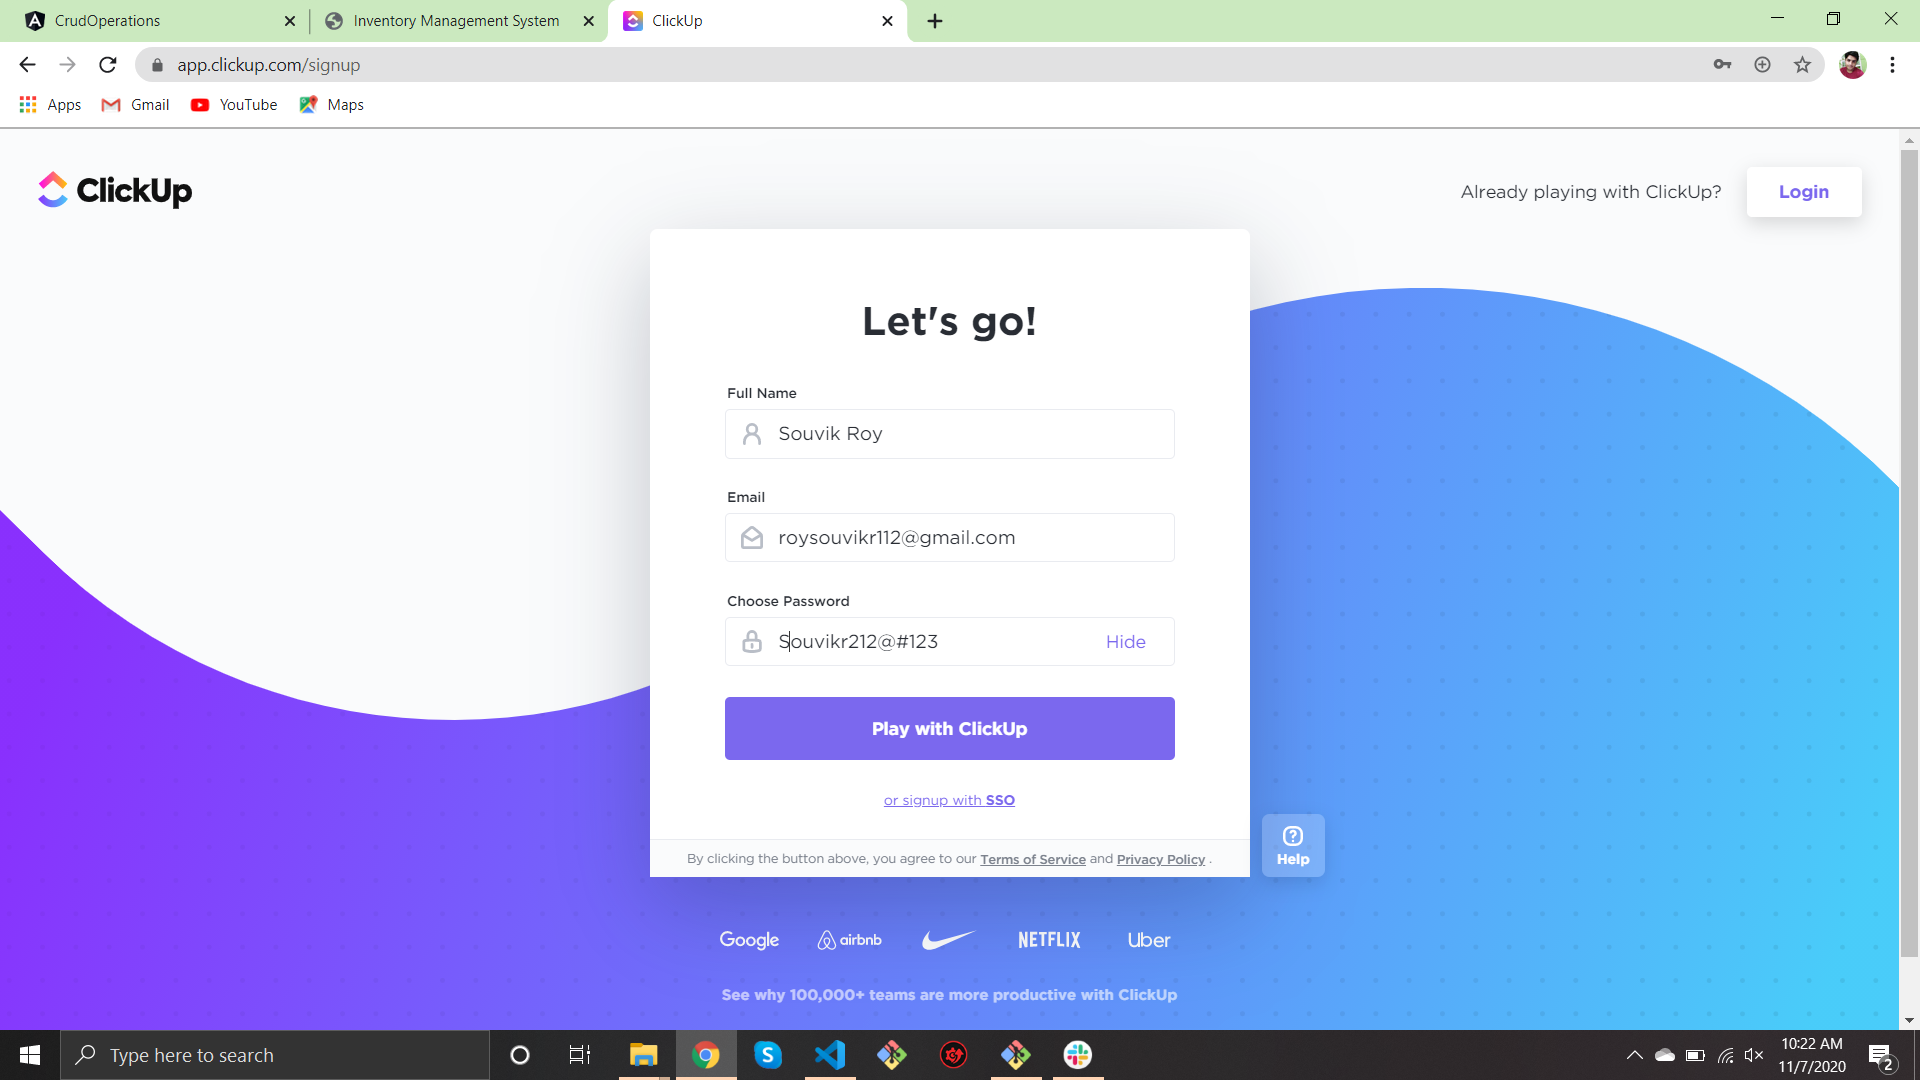 CrudOperations
Inventory Management System
ClickUp
app.clickup.com/signup
Apps
Gmail
YouTube
Maps
ClickUp
Already playing with ClickUp?
Login
Let's go!
Full Name
Souvik Roy
Email
roysouvikr112@gmail.com
Choose Password
Souvikr212@#123
Hide
Play with ClickUp
or signup with SSO
By clicking the button above, you agree to our Terms of Service and Privacy Policy .
Help
Google
airbnb
NETFLIX
Uber
See why 100,000+ teams are more productive with ClickUp
Type here to search
10:22 AM
11/7/2020
2